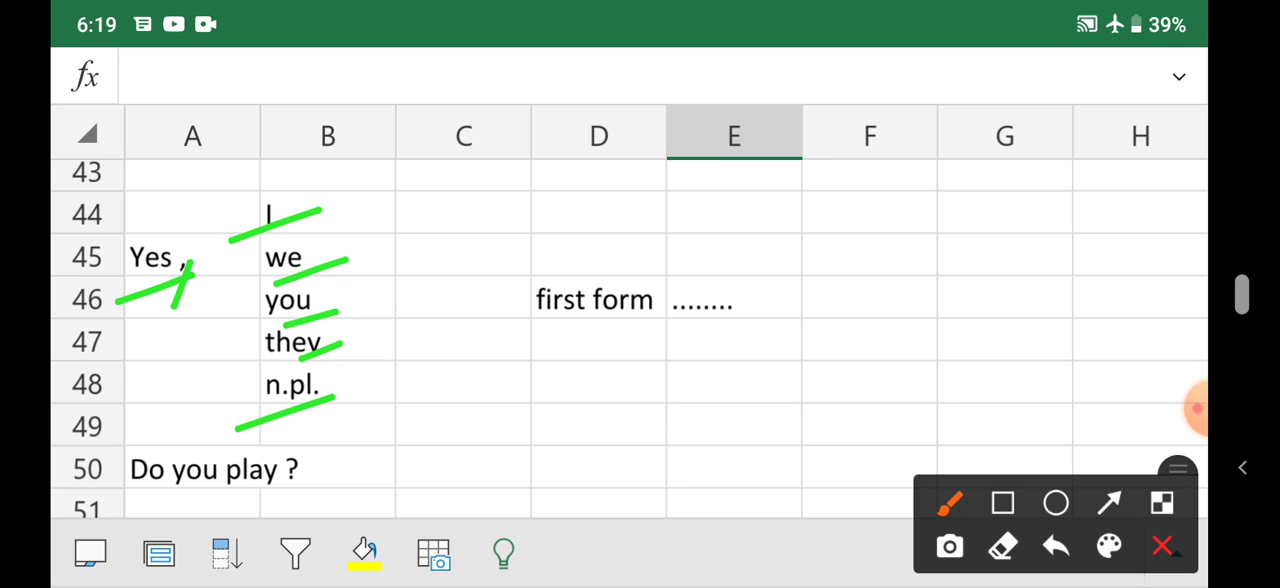 6:19 39%
fx
A B C D E F G H
43
44 I
45 Yes , we
46 you first form ........
47 they
48 n.pl.
49
50 Do you play ?
51